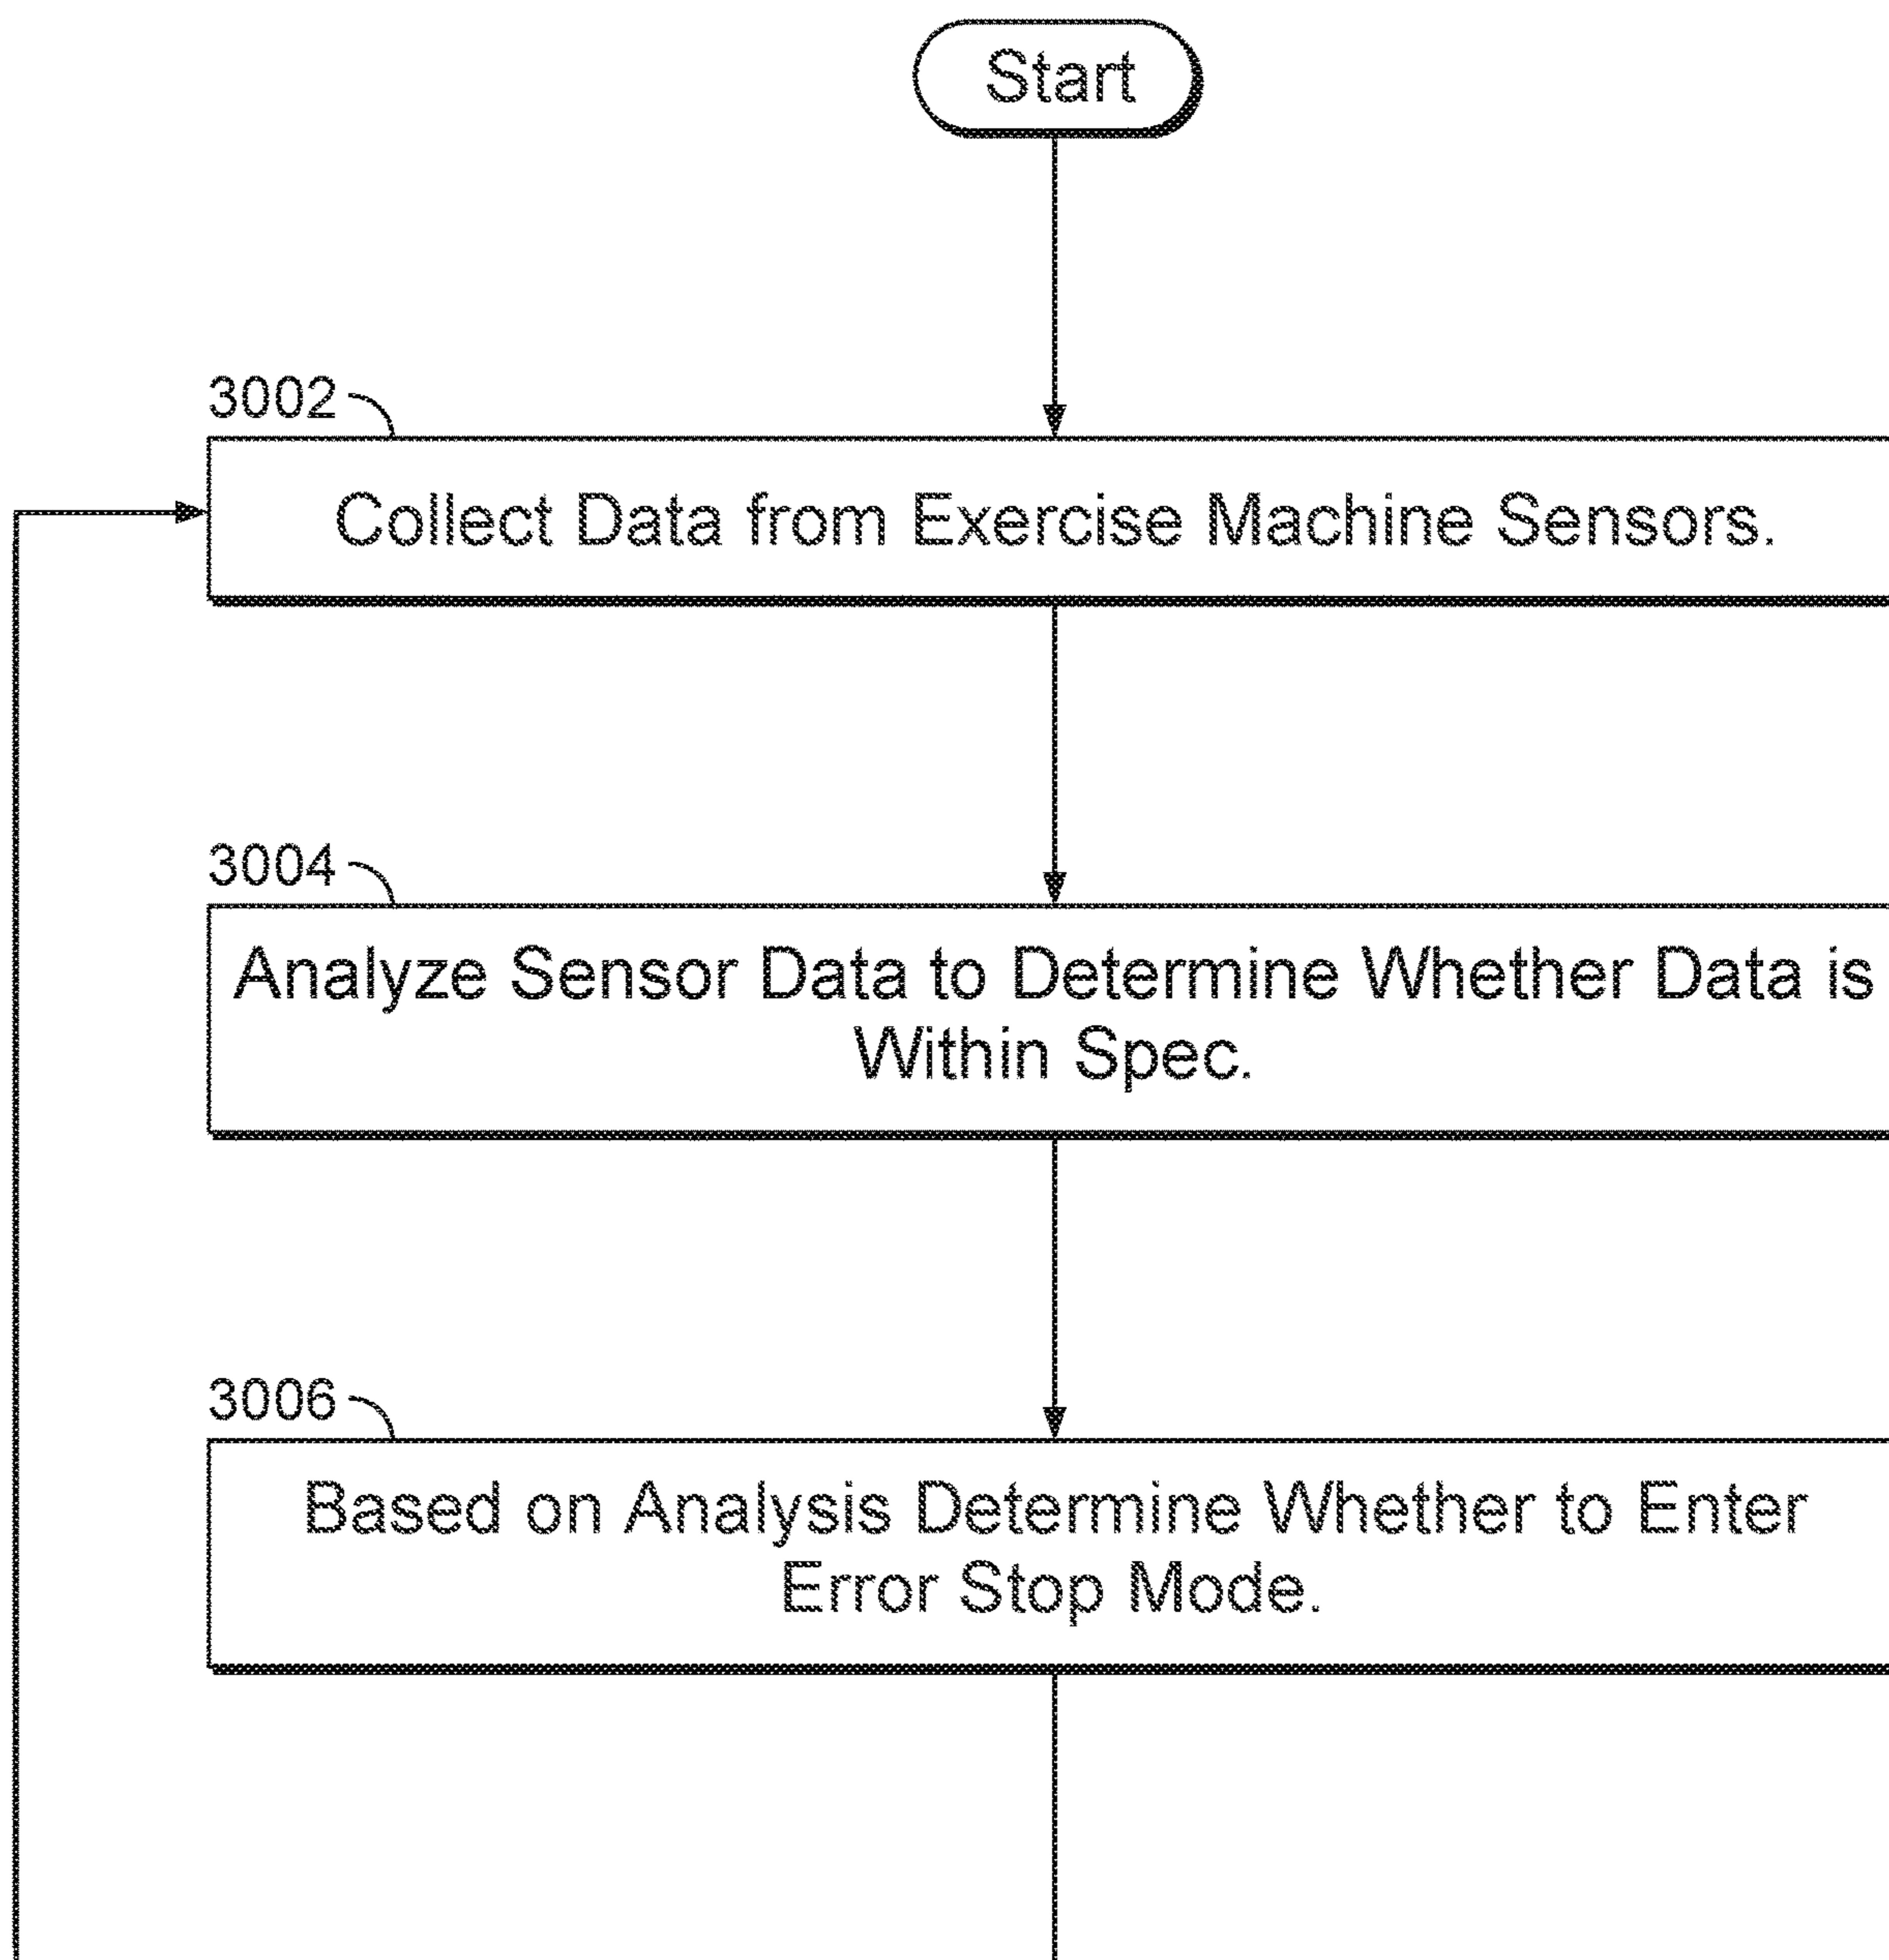 Start
3002
Collect Data from Exercise Machine Sensors.
3004
Analyze Sensor Data to Determine Whether Data is
Within Spec.
3006
Based on Analysis Determine Whether to Enter
Error Stop Mode.